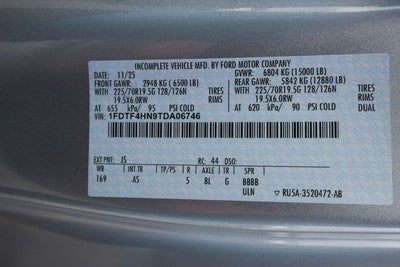 INCOMPLETE VEHICLE MFD. BY FORD MOTOR COMPANY
DATE: 11/25 GVWR: 6804 KG (15000 LB)
FRONT GAWR: 2948 KG ( 6500 LB) REAR GAWR: 5842 KG (12880 LB)
WITH 225/70R19.5G 128/126N TIRES WITH 225/70R19.5G 128/126N TIRES
19.5X6.0RW RIMS 19.5X6.0RW RIMS
AT 655 kPa/ 95 PSI COLD AT 620 kPa/ 90 PSI COLD
VIN: 1FDTF4HN9TDA06746
EXT PNT: JS RC: 44 DSO:
WB INT TR TP/PS R AXLE TR SPR
169 AS 5 8L G BBBB
ULN RU5A-3520472-AB